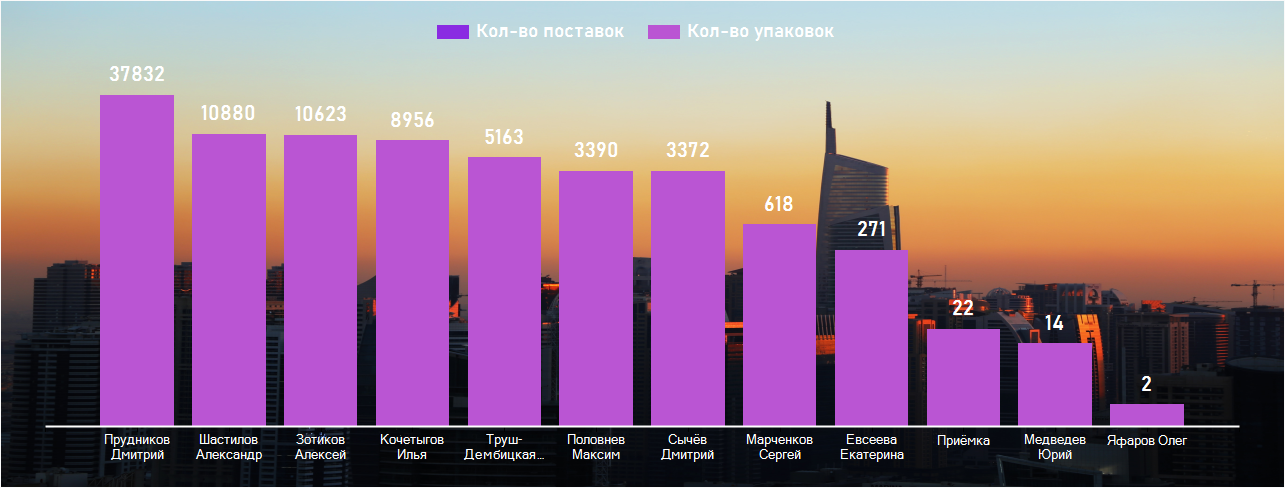 Кол-во поставок Кол-во упаковок
37832
10880
10623
8956
5163
3390
3372
618
271
22
14
2
Прудников
Дмитрий
Шастилов
Александр
Зотиков
Алексей
Кочетыгов
Илья
Труш-
Дембицкая...
Половнев
Максим
Сычёв
Дмитрий
Марченков
Сергей
Евсеева
Екатерина
Приёмка
Медведев
Юрий
Яфаров Олег